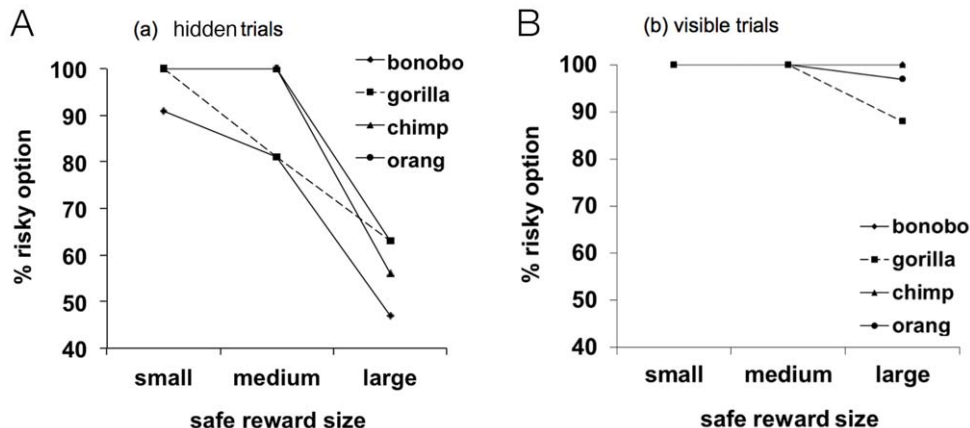 A
(a) hidden trials
bonobo
gorilla
chimp
orang
100
90
80
70
60
50
40
% risky option
small medium large
safe reward size
B
(b) visible trials
100
90
80
70
60
50
40
% risky option
bonobo
gorilla
chimp
orang
small medium large
safe reward size